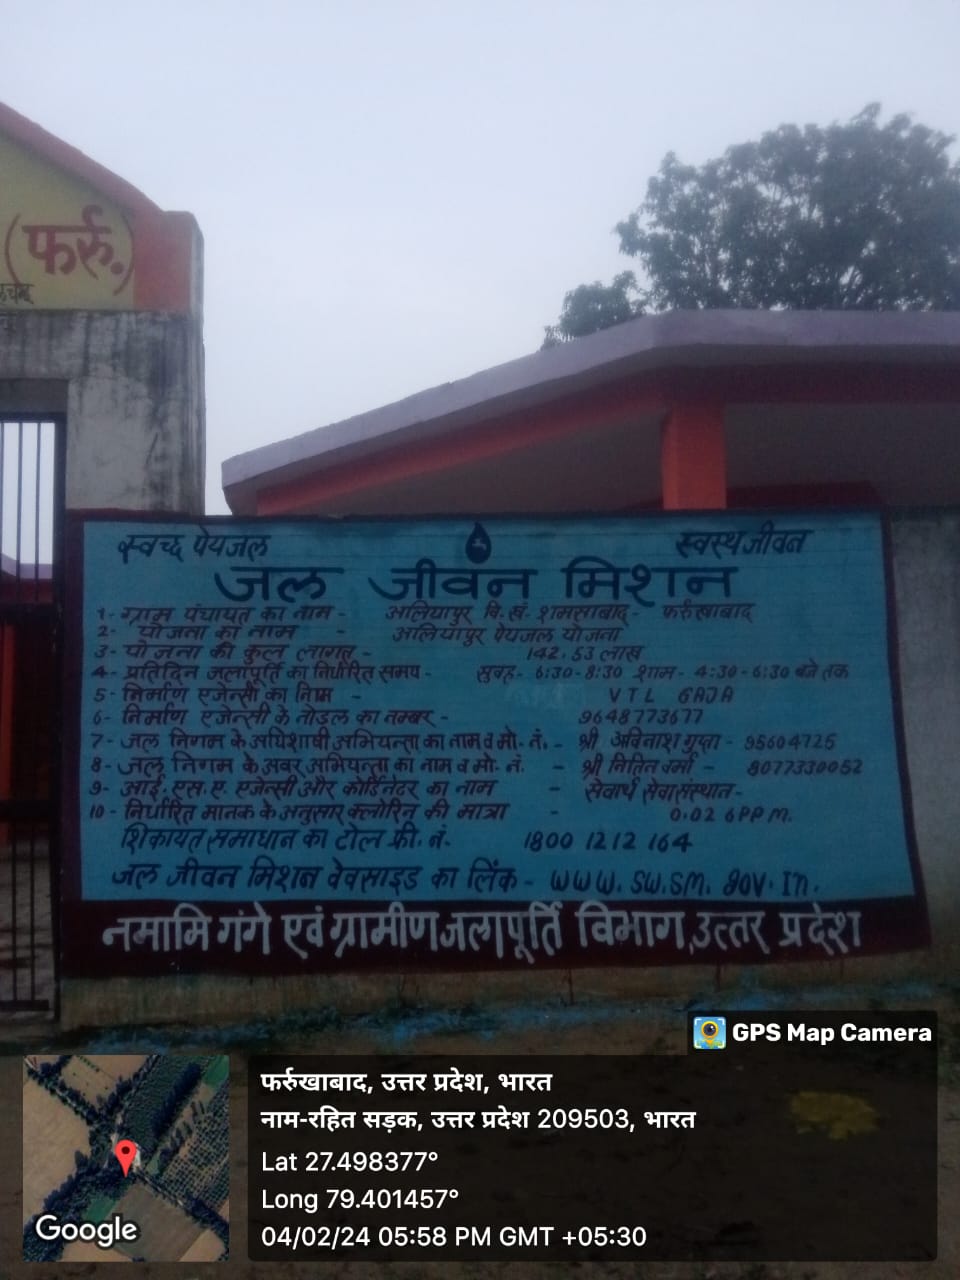 (फर्रु.)
स्वच्छ पेयजल स्वस्थ जीवन
जल जीवन मिशन
1- ग्राम पंचायत का नाम - अलियापुर वि. खं. शमसाबाद - फर्रुखाबाद
2- योजना का नाम - अलियापुर पेयजल योजना
3- योजना की कुल लागत - 142.53 लाख
4- प्रतिदिन जलापूर्ति का निर्धारित समय - सुबह - 6:30-8:30 शाम - 4:30-6:30 बजे तक
5- निर्माण एजेन्सी का नाम - VTL GAJA
6- निर्माण एजेन्सी के नोडल का नम्बर - 9648773677
7- जल निगम के अधिशाषी अभियन्ता का नाम व मो. नं. - श्री अविनाश गुप्ता - 95604725
8- जल निगम के अवर अभियन्ता का नाम व मो. नं. - श्री नितिन वर्मा - 8077330052
9- आई. एस. ए. एजेन्सी और कोर्डिनेटर का नाम - सेवार्थ सेवा संस्थान -
10- निर्धारित मानक के अनुसार क्लोरिन की मात्रा - 0.02 6PPM.
शिकायत समाधान का टोल फ्री. नं. 1800 1212 164
जल जीवन मिशन वेवसाइड का लिंक - WWW. SW.SM. gov. In.
नमामि गंगे एवं ग्रामीण जलापूर्ति विभाग, उत्तर प्रदेश
GPS Map Camera
फर्रुखाबाद, उत्तर प्रदेश, भारत
नाम-रहित सड़क, उत्तर प्रदेश 209503, भारत
Lat 27.498377°
Long 79.401457°
04/02/24 05:58 PM GMT +05:30
Google